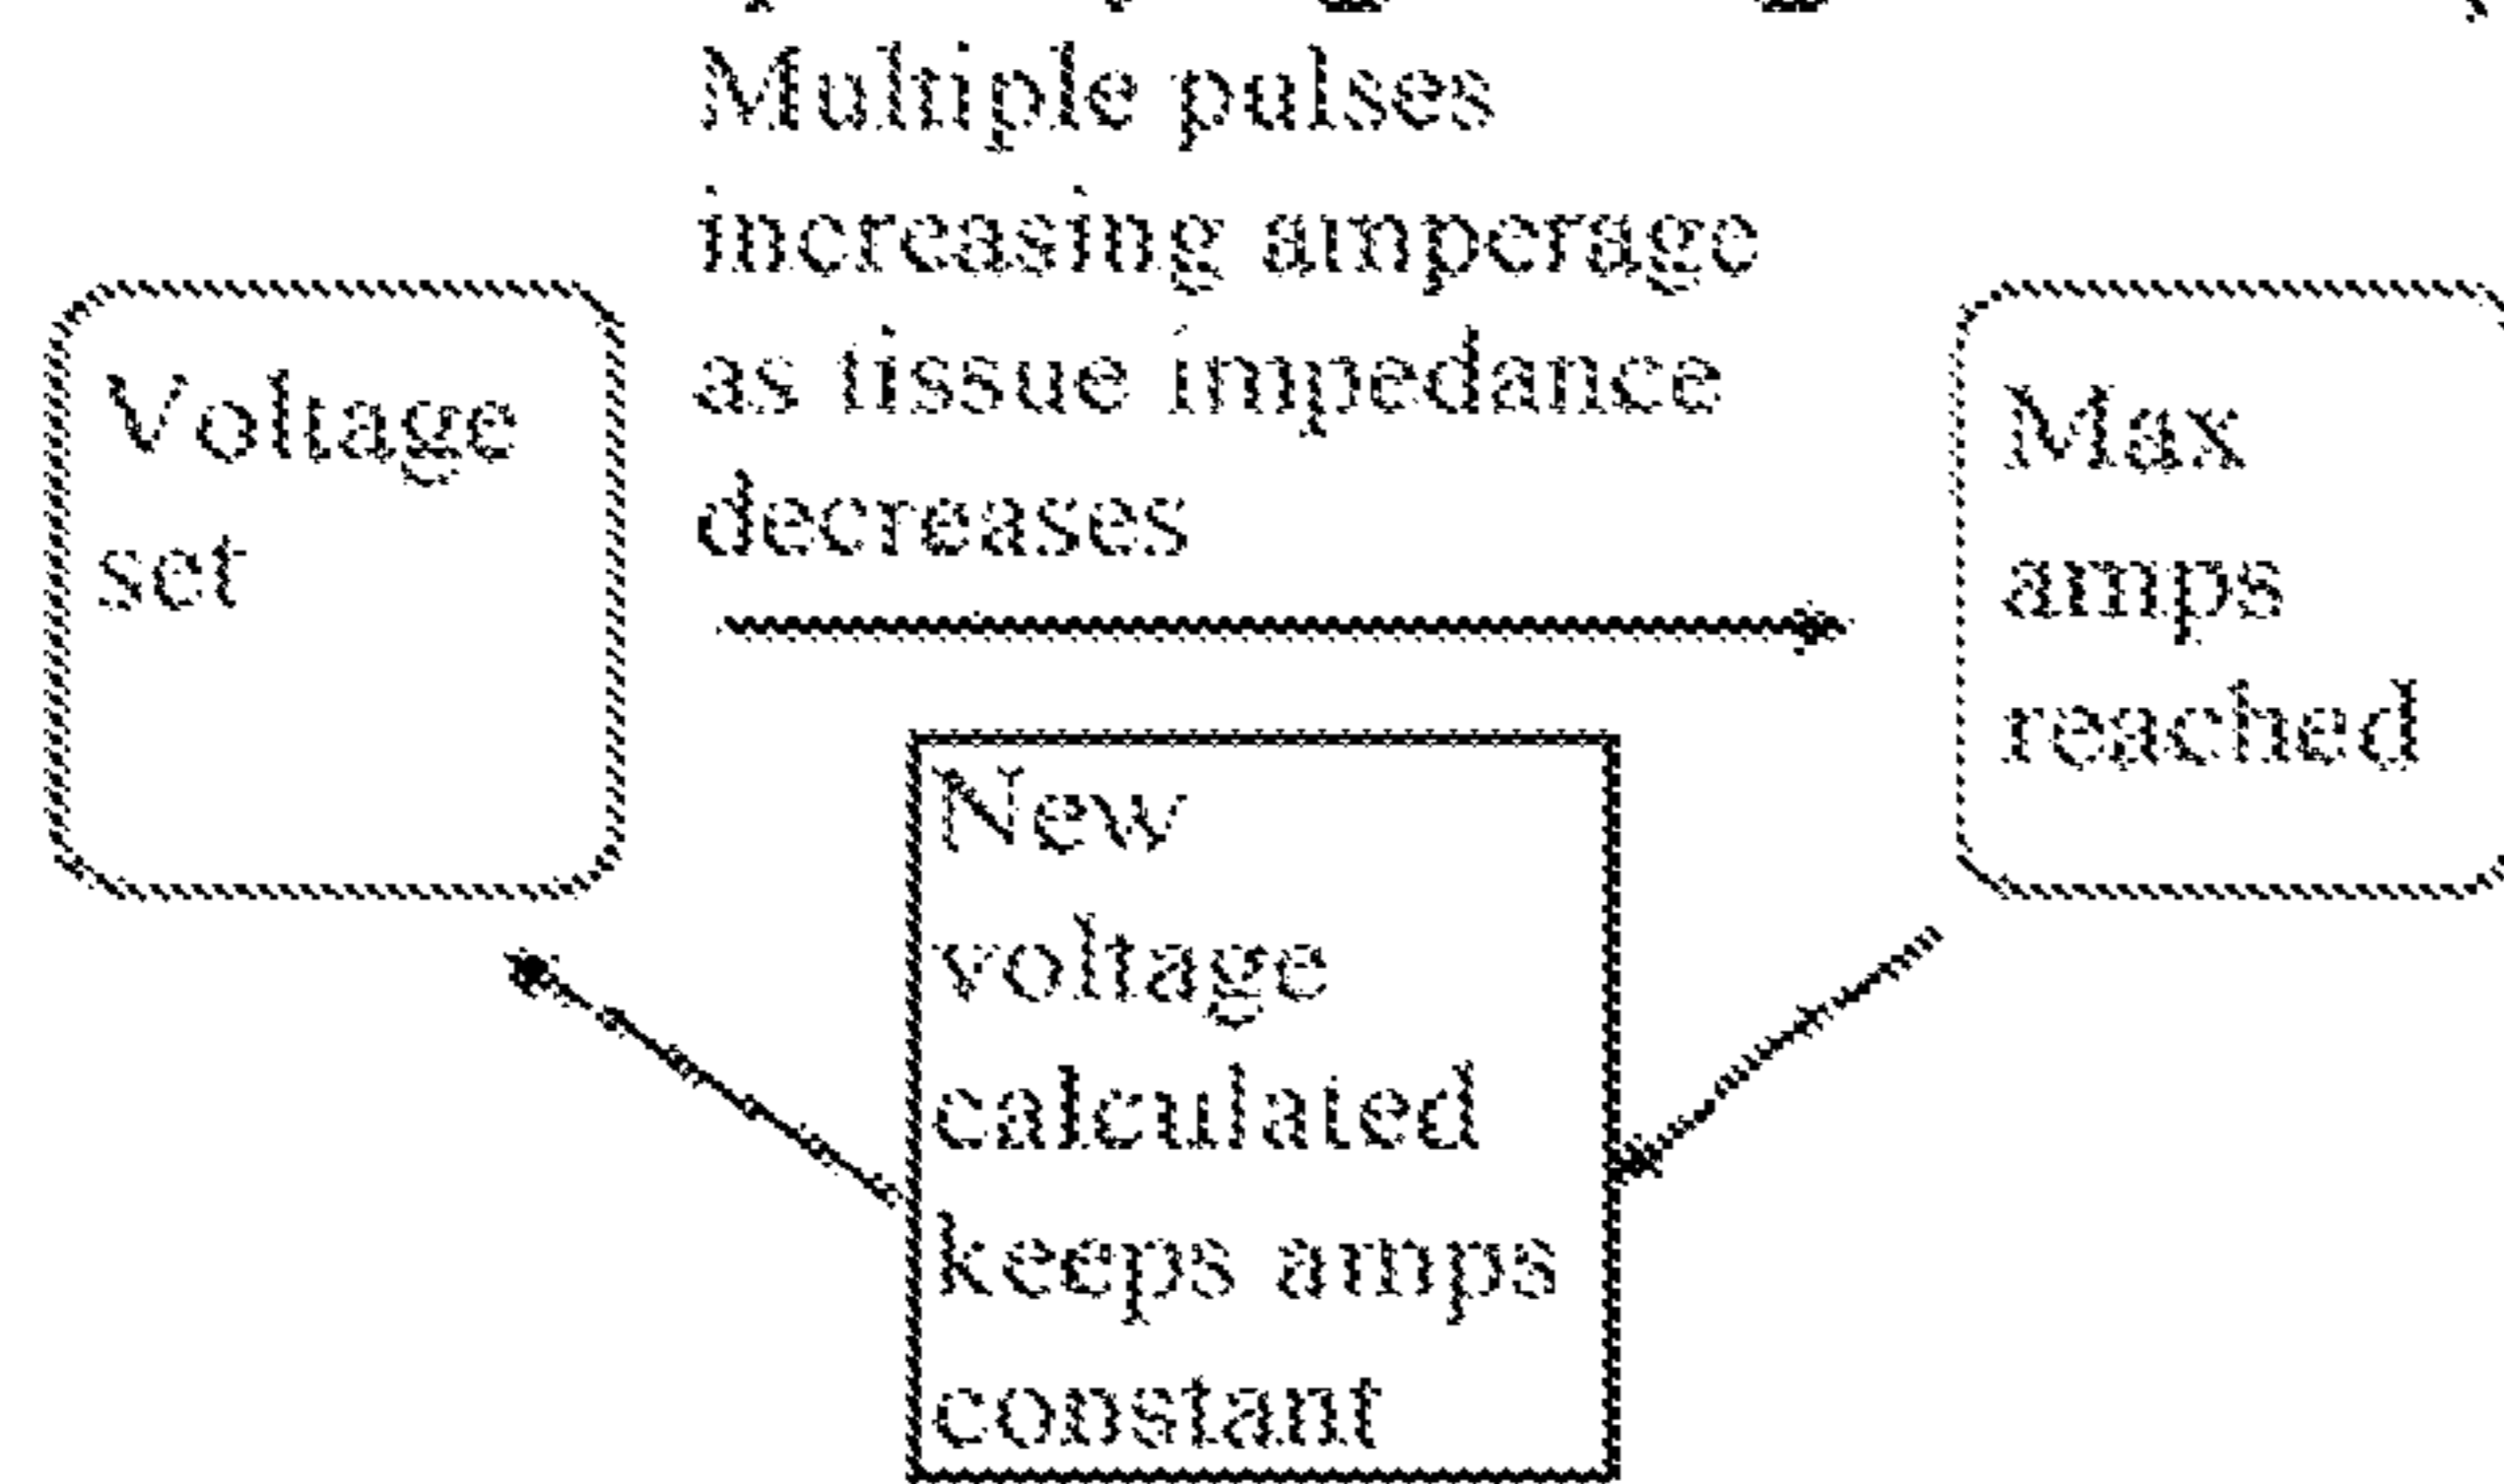 Multiple pulses
increasing amperage
as tissue impedance
decreases
Voltage
set
Max
amps
reached
New
voltage
calculated
keeps amps
constant